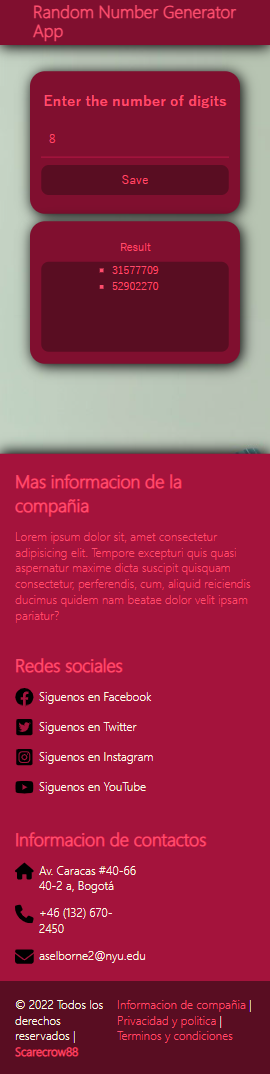 Random Number Generator
App
Enter the number of digits
8
Save
Result
31577709
52902270
Mas informacion de la
compañia
Lorem ipsum dolor sit, amet consectetur
adipisicing elit. Tempore excepturi quis quasi
aspernatur maxime dicta suscipit quisquam
consectetur, perferendis, cum, aliquid reiciendis
ducimus quidem nam beatae dolor velit ipsam
pariatur?
Redes sociales
Siguenos en Facebook
Siguenos en Twitter
Siguenos en Instagram
Siguenos en YouTube
Informacion de contactos
Av. Caracas #40-66
40-2 a, Bogotá
+46 (132) 670-
2450
aselborne2@nyu.edu
© 2022 Todos los
derechos
reservados |
Scarecrow88
Informacion de compañia |
Privacidad y politica |
Terminos y condiciones